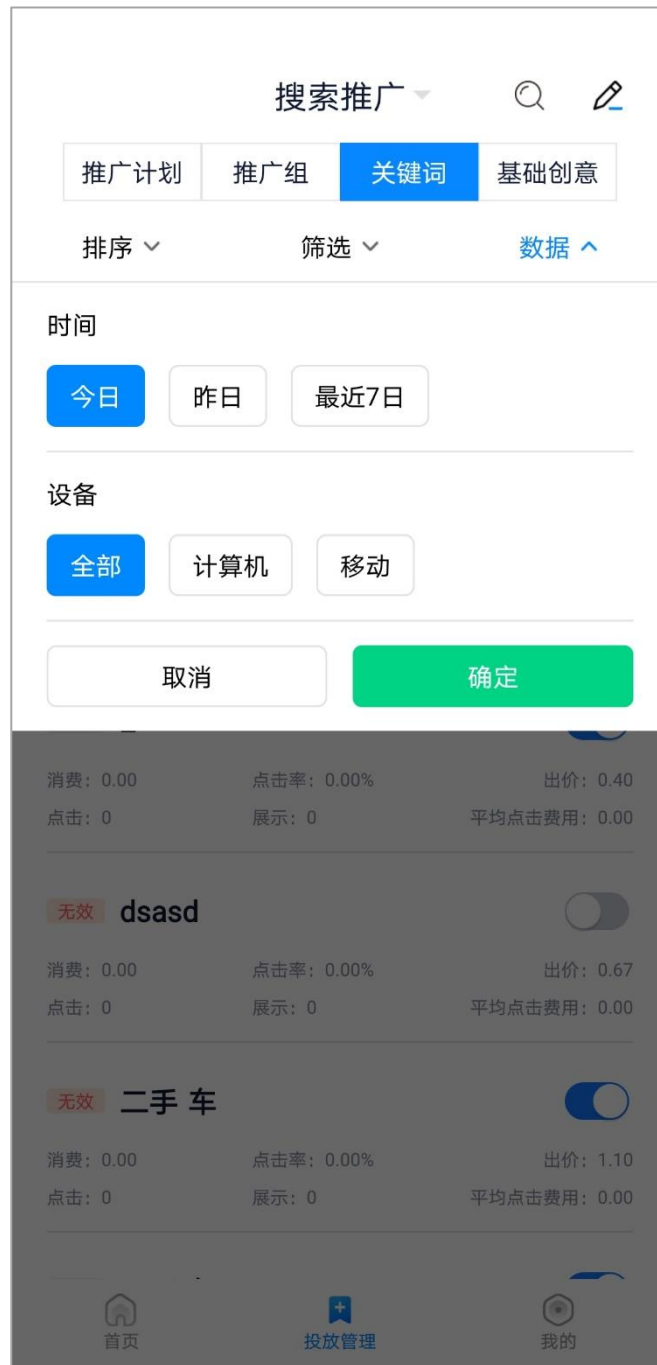 搜索推广
推广计划 推广组 关键词 基础创意
排序 筛选 数据
时间
今日 昨日 最近7日
设备
全部 计算机 移动
取消 确定
消费：0.00 点击率：0.00% 出价：0.40
点击：0 展示：0 平均点击费用：0.00
无效 dsasd
消费：0.00 点击率：0.00% 出价：0.67
点击：0 展示：0 平均点击费用：0.00
无效 二手 车
消费：0.00 点击率：0.00% 出价：1.10
点击：0 展示：0 平均点击费用：0.00
首页 投放管理 我的